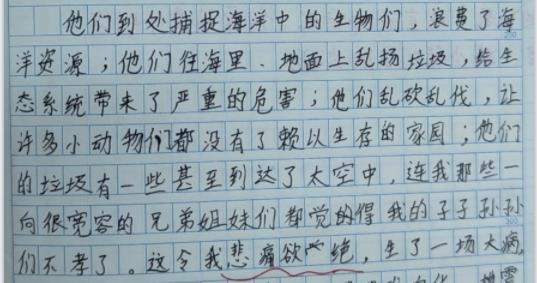 他们到处捕捉海洋中的生物们，浪费了海
洋资源；他们往海里、地面上乱扬垃圾，给生
态系统带来了严重的危害；他们乱砍乱伐，让
许多小动物们都没有了赖以生存的家园；他们
的垃圾有一些甚至到达了太空中，连我那些一
向很宽容的兄弟姐妹们都觉的得我的子子孙孙
们不孝了。这令我悲痛欲绝，生了一场大病，